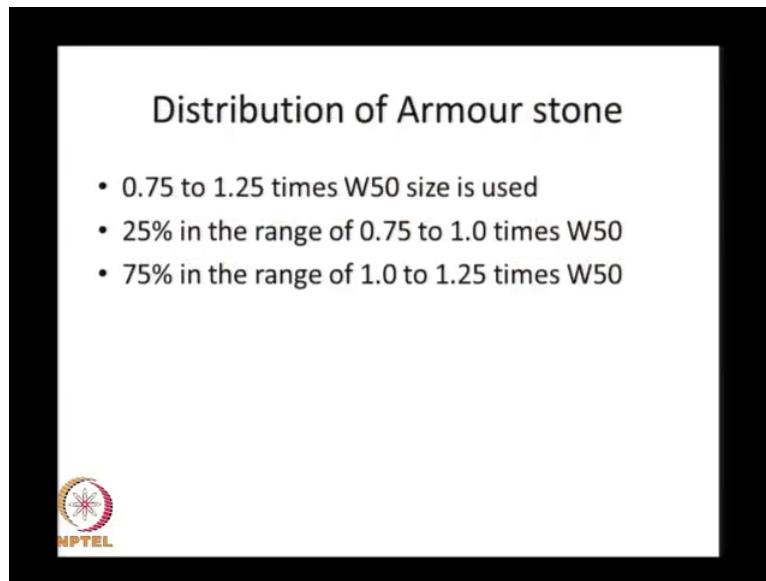 Distribution of Armour stone
• 0.75 to 1.25 times W50 size is used
• 25% in the range of 0.75 to 1.0 times W50
• 75% in the range of 1.0 to 1.25 times W50
NPTEL